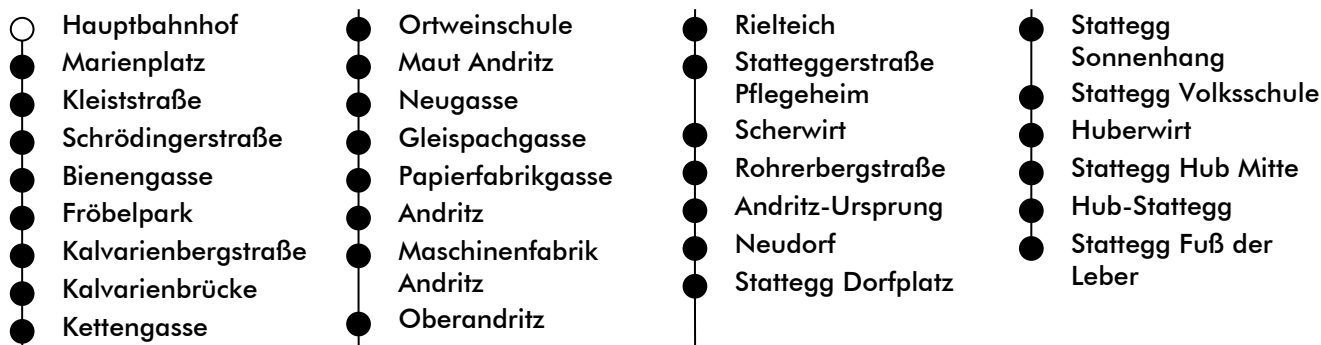 Hauptbahnhof
Marienplatz
Kleiststraße
Schrödingerstraße
Bienengasse
Fröbelpark
Kalvarienbergstraße
Kalvarienbrücke
Kettengasse
Ortweinschule
Maut Andritz
Neugasse
Gleispachgasse
Papierfabrikgasse
Andritz
Maschinenfabrik
Andritz
Oberandritz
Rielteich
Statteggerstraße
Pflegeheim
Scherwirt
Rohrerbergstraße
Andritz-Ursprung
Neudorf
Stattegg Dorfplatz
Stattegg
Sonnenhang
Stattegg Volksschule
Huberwirt
Stattegg Hub Mitte
Hub-Stattegg
Stattegg Fuß der
Leber